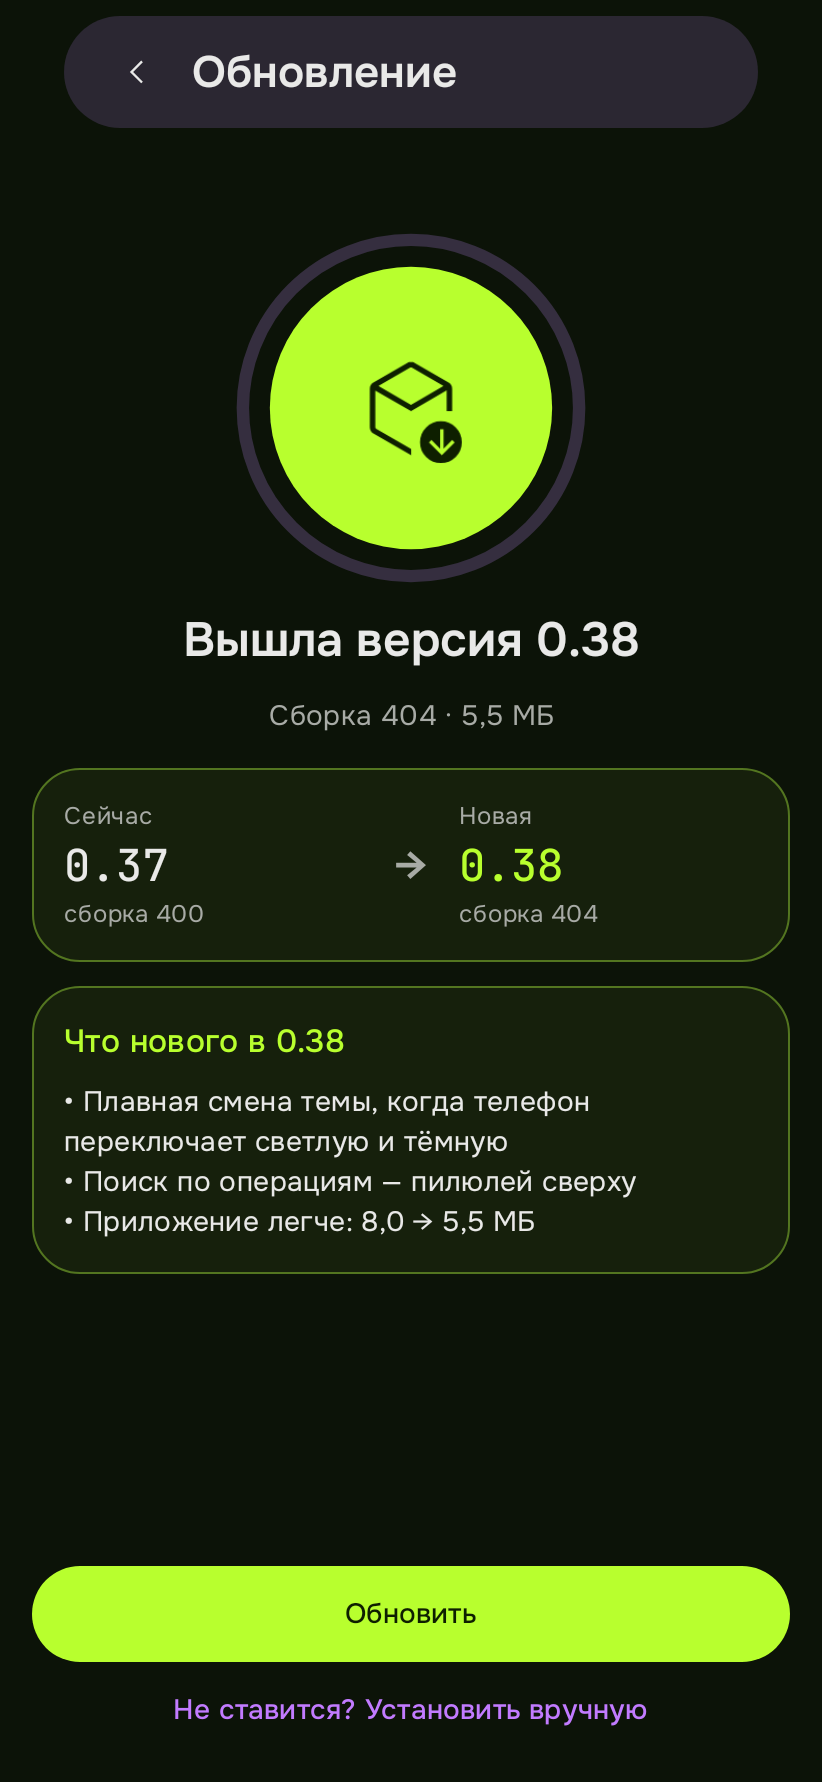 Обновление
Вышла версия 0.38
Сборка 404 · 5,5 МБ
Сейчас
0.37
сборка 400
→
Новая
0.38
сборка 404
Что нового в 0.38
• Плавная смена темы, когда телефон
переключает светлую и тёмную
• Поиск по операциям — пилюлей сверху
• Приложение легче: 8,0 → 5,5 МБ
Обновить
Не ставится? Установить вручную